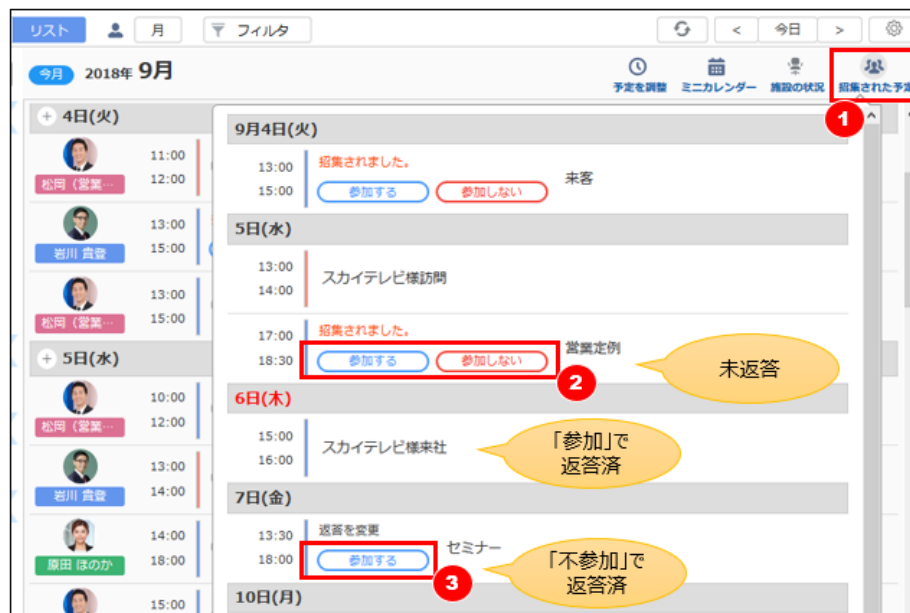 リスト 月 フィルタ < 今日 >
今月 2018年 9月 予定を調整 ミニカレンダー 施設の状況 招集された予定
1
+ 4日(火)
松岡（営業…
11:00
12:00
岩川 貴登
13:00
15:00
松岡（営業…
13:00
15:00
+ 5日(水)
松岡（営業…
10:00
12:00
岩川 貴登
13:00
14:00
原田 ほのか
14:00
18:00
15:00
9月4日(火)
13:00 招集されました。
15:00 参加する 参加しない 来客
5日(水)
13:00
14:00
スカイテレビ様訪問
17:00 招集されました。
18:30 参加する 参加しない 営業定例
2
未返答
6日(木)
15:00
16:00
スカイテレビ様来社
「参加」で
返答済
7日(金)
13:30 返答を変更
18:00 参加する セミナー
3
「不参加」で
返答済
10日(月)